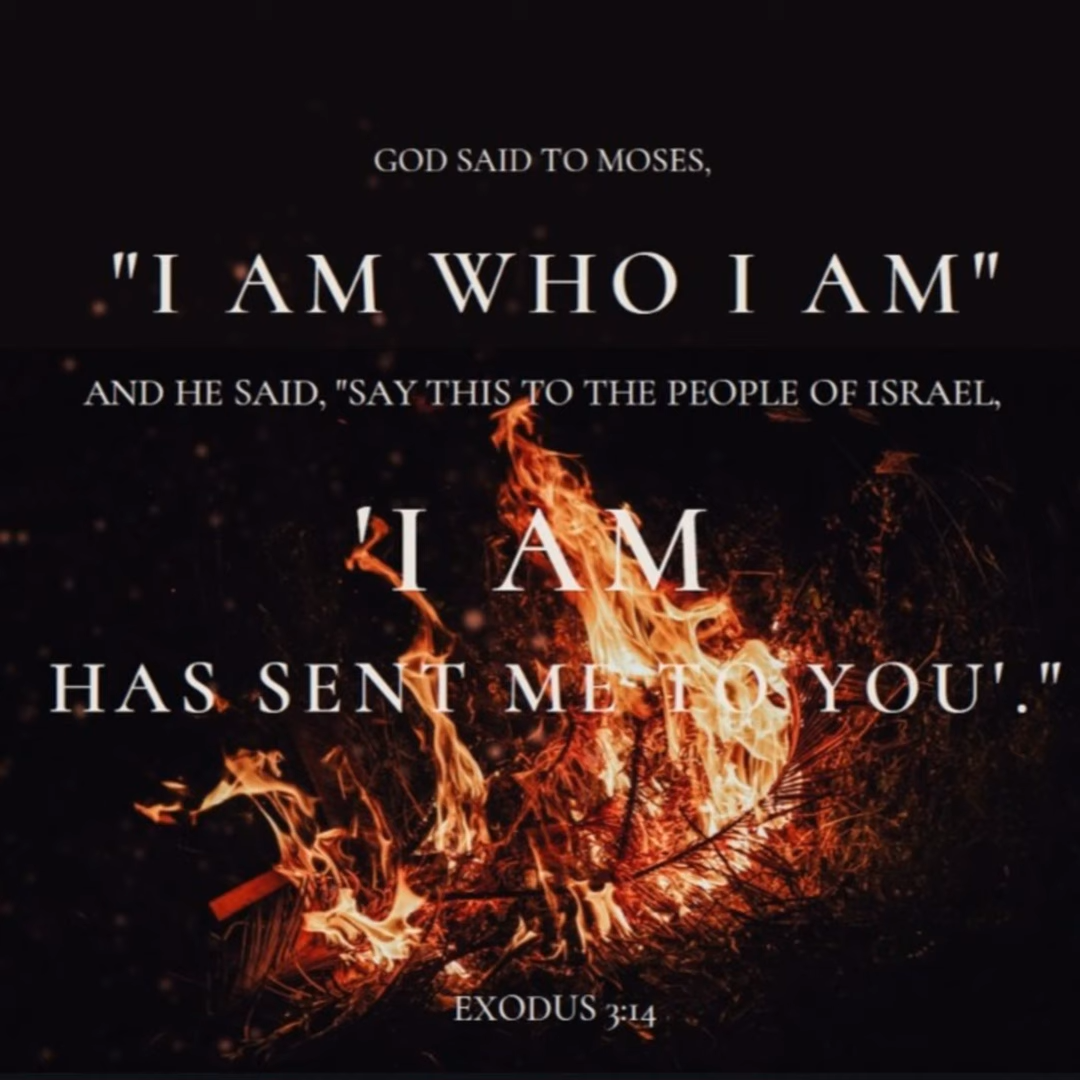 GOD SAID TO MOSES,
"I AM WHO I AM"
AND HE SAID, "SAY THIS TO THE PEOPLE OF ISRAEL,
'I AM
HAS SENT ME TO YOU'."
EXODUS 3:14